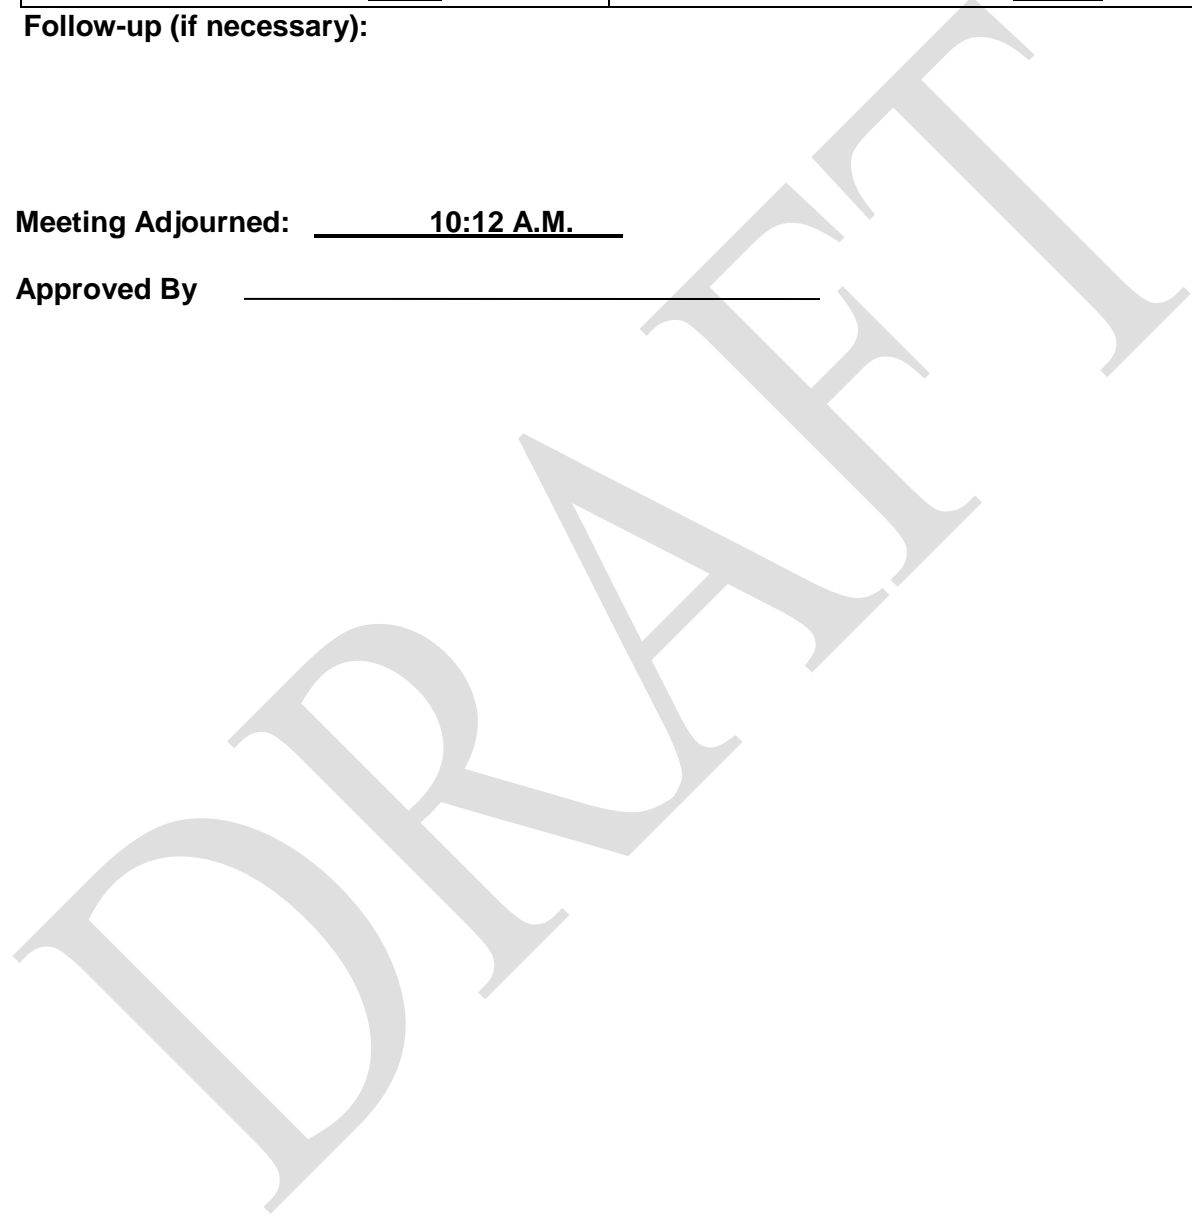 Follow-up (if necessary):
Meeting Adjourned: 10:12 A.M.
Approved By
DRAFT